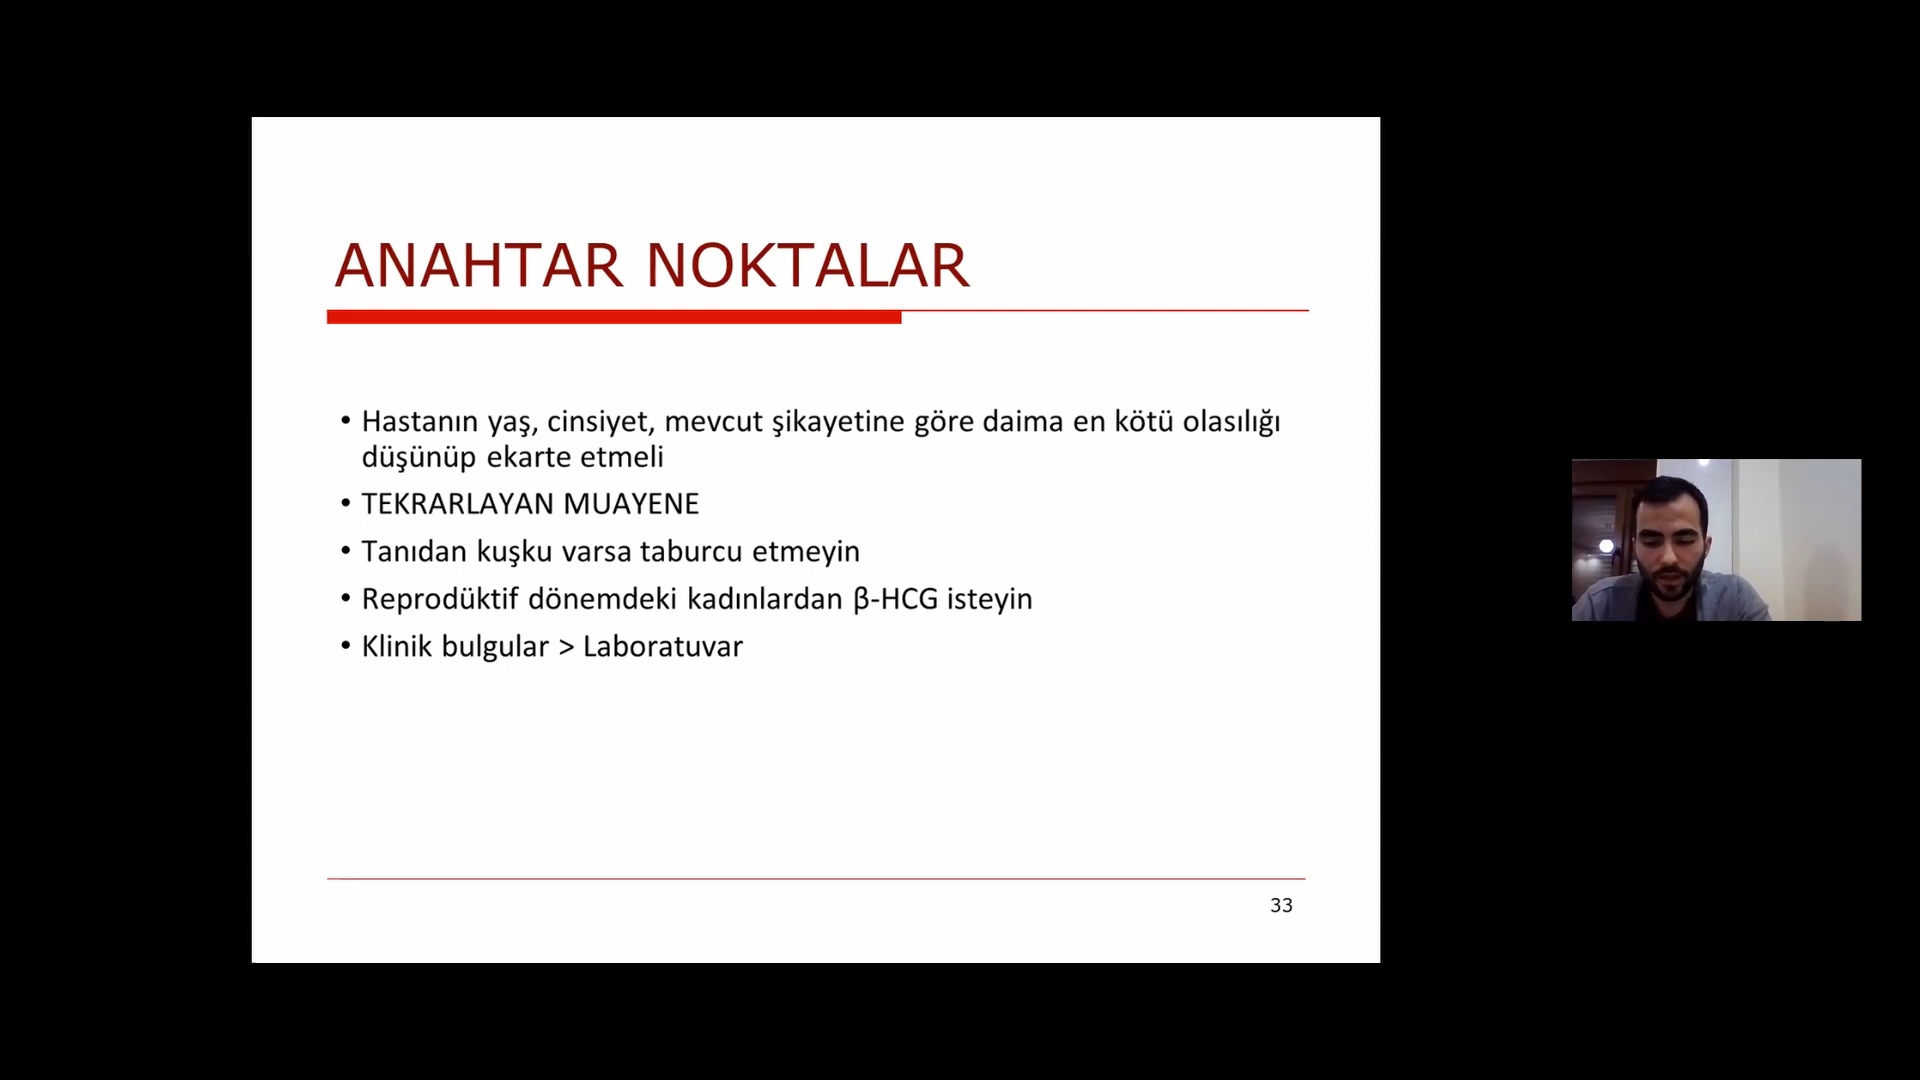 ANAHTAR NOKTALAR
• Hastanın yaş, cinsiyet, mevcut şikayetine göre daima en kötü olasılığı
düşünüp ekarte etmeli
• TEKRARLAYAN MUAYENE
• Tanıdan kuşku varsa taburcu etmeyin
• Reprodüktif dönemdeki kadınlardan β-HCG isteyin
• Klinik bulgular > Laboratuvar
33